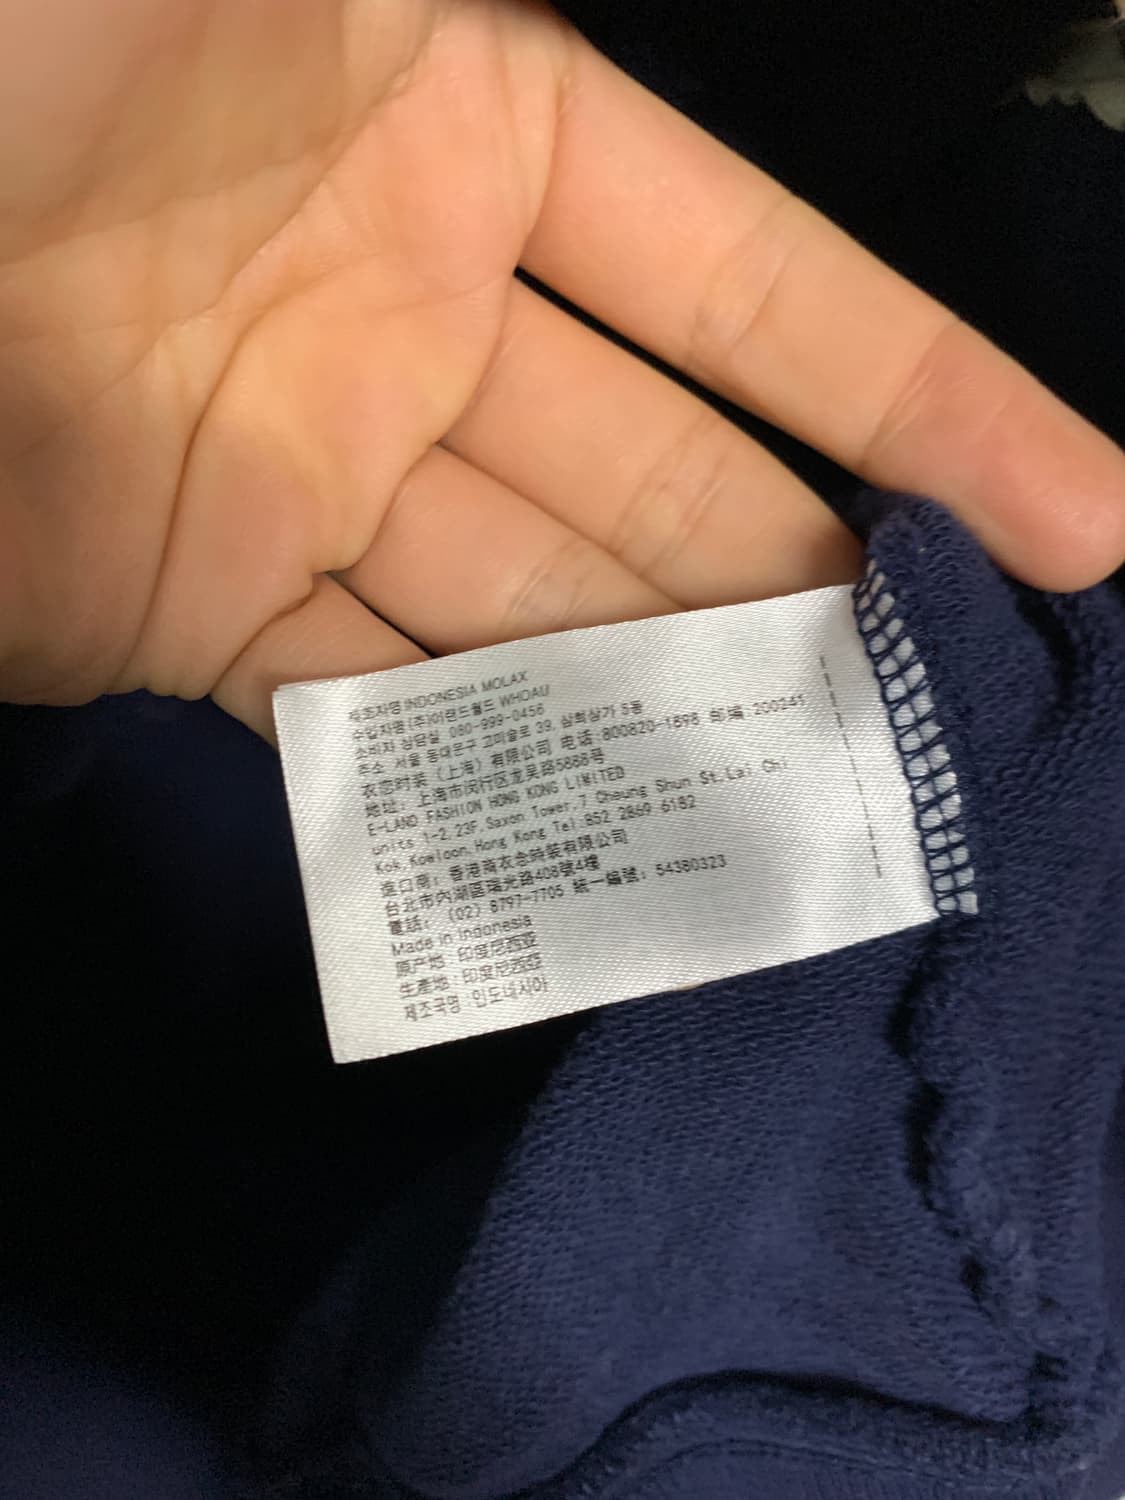 제조자명 INDONESIA MOLAX
수입자명 (주)이랜드월드 WHOAU
소비자 상담실 080-999-0456
주소 서울 동대문구 고미술로 39, 삼희상가 5동
衣恋时装（上海）有限公司 电话:800820-1898 邮编 200241
地址: 上海市闵行区龙吴路5888号
E-LAND FASHION HONG KONG LIMITED
units 1-2, 23F, Saxon Tower, 7 Cheung Shun St. Lai Chi
Kok, Kowloon, Hong Kong Tel:852 2869 6182
進口商: 香港商衣念時裝有限公司
台北市內湖區瑞光路408號4樓
電話: (02) 8797-7705 統一編號: 54380323
Made in Indonesia
原产地 印度尼西亚
生產地 印度尼西亞
제조국명 인도네시아